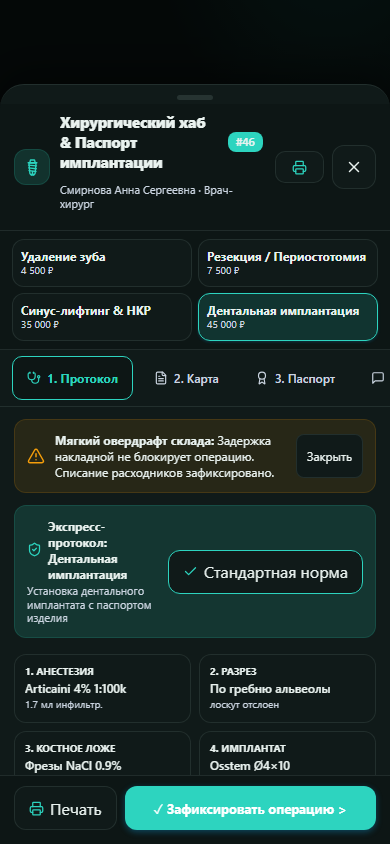 Хирургический хаб
& Паспорт
имплантации
#46
Смирнова Анна Сергеевна · Врач-
хирург
Удаление зуба
4 500 ₽
Резекция / Периостотомия
7 500 ₽
Синус-лифтинг & НКР
35 000 ₽
Дентальная имплантация
45 000 ₽
1. Протокол
2. Карта
3. Паспорт
Мягкий овердрафт склада: Задержка
накладной не блокирует операцию.
Списание расходников зафиксировано.
Закрыть
Экспресс-
протокол:
Дентальная
имплантация
Установка дентального
имплантата с паспортом
изделия
✓ Стандартная норма
1. АНЕСТЕЗИЯ
Articaini 4% 1:100k
1.7 мл инфильтр.
2. РАЗРЕЗ
По гребню альвеолы
лоскут отслоен
3. КОСТНОЕ ЛОЖЕ
Фрезы NaCl 0.9%
4. ИМПЛАНТАТ
Osstem Ø4×10
Печать
✓ Зафиксировать операцию >